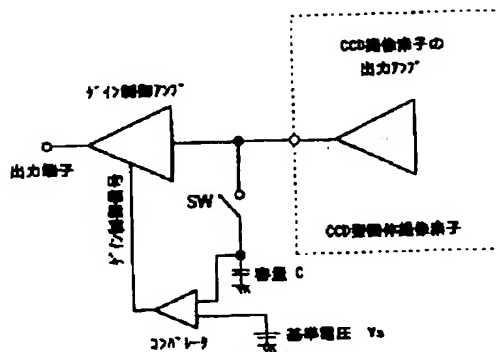 CCD撮像素子の
出力アンプ
ゲイン制御アンプ
出力端子
ゲイン制御信号
SW
CCD型固体撮像素子
容量 C
コンパレータ
基準電圧 Vs